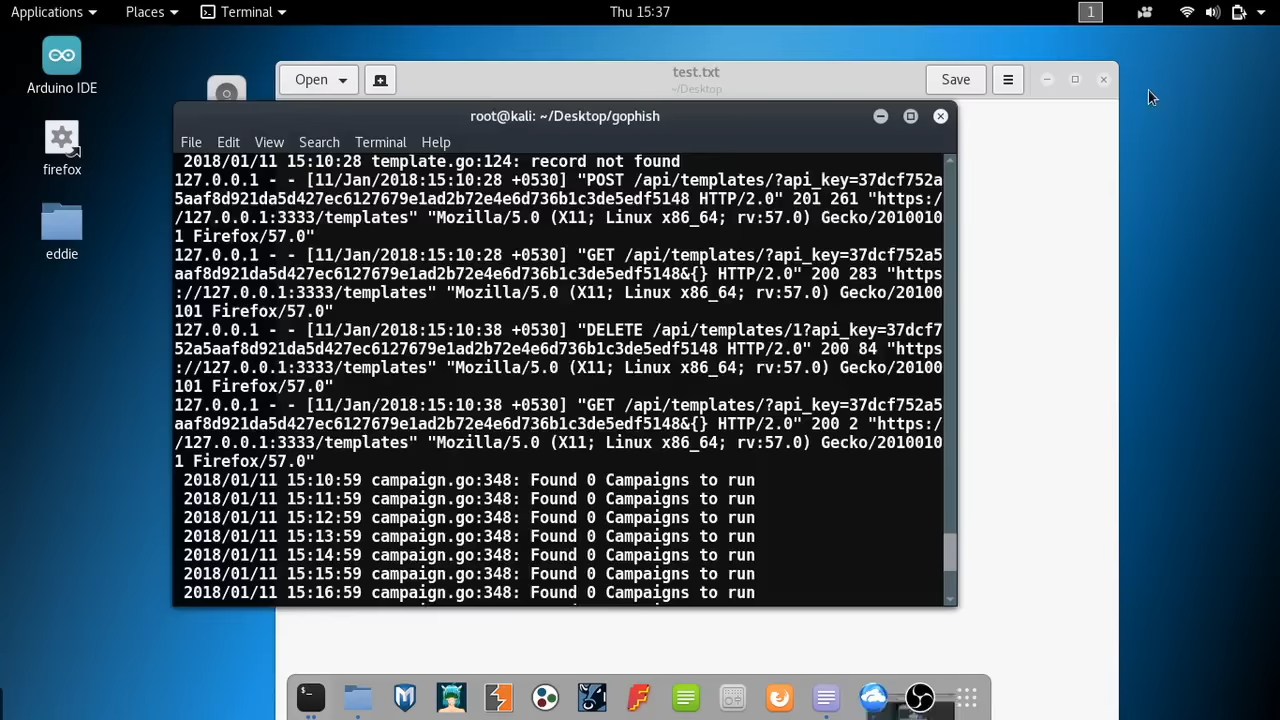 Applications Places Terminal Thu 15:37 1
Arduino IDE
firefox
eddie
Open test.txt Save
~/Desktop
root@kali: ~/Desktop/gophish
File Edit View Search Terminal Help
2018/01/11 15:10:28 template.go:124: record not found
127.0.0.1 - - [11/Jan/2018:15:10:28 +0530] "POST /api/templates/?api_key=37dcf752a
5aaf8d921da5d427ec6127679e1ad2b72e4e6d736b1c3de5edf5148 HTTP/2.0" 201 261 "https:/
/127.0.0.1:3333/templates" "Mozilla/5.0 (X11; Linux x86_64; rv:57.0) Gecko/2010010
1 Firefox/57.0"
127.0.0.1 - - [11/Jan/2018:15:10:28 +0530] "GET /api/templates/?api_key=37dcf752a5
aaf8d921da5d427ec6127679e1ad2b72e4e6d736b1c3de5edf5148&{} HTTP/2.0" 200 283 "https
://127.0.0.1:3333/templates" "Mozilla/5.0 (X11; Linux x86_64; rv:57.0) Gecko/20100
101 Firefox/57.0"
127.0.0.1 - - [11/Jan/2018:15:10:38 +0530] "DELETE /api/templates/1?api_key=37dcf7
52a5aaf8d921da5d427ec6127679e1ad2b72e4e6d736b1c3de5edf5148 HTTP/2.0" 200 84 "https
://127.0.0.1:3333/templates" "Mozilla/5.0 (X11; Linux x86_64; rv:57.0) Gecko/20100
101 Firefox/57.0"
127.0.0.1 - - [11/Jan/2018:15:10:38 +0530] "GET /api/templates/?api_key=37dcf752a5
aaf8d921da5d427ec6127679e1ad2b72e4e6d736b1c3de5edf5148&{} HTTP/2.0" 200 2 "https:/
/127.0.0.1:3333/templates" "Mozilla/5.0 (X11; Linux x86_64; rv:57.0) Gecko/2010010
1 Firefox/57.0"
2018/01/11 15:10:59 campaign.go:348: Found 0 Campaigns to run
2018/01/11 15:11:59 campaign.go:348: Found 0 Campaigns to run
2018/01/11 15:12:59 campaign.go:348: Found 0 Campaigns to run
2018/01/11 15:13:59 campaign.go:348: Found 0 Campaigns to run
2018/01/11 15:14:59 campaign.go:348: Found 0 Campaigns to run
2018/01/11 15:15:59 campaign.go:348: Found 0 Campaigns to run
2018/01/11 15:16:59 campaign.go:348: Found 0 Campaigns to run